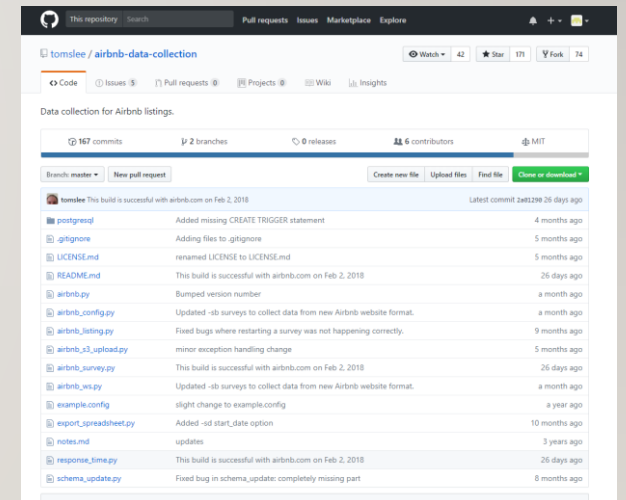 This repository Search Pull requests Issues Marketplace Explore
tomslee / airbnb-data-collection Watch 42 Star 171 Fork 74
Code Issues 5 Pull requests 0 Projects 0 Wiki Insights
Data collection for Airbnb listings.
167 commits 2 branches 0 releases 6 contributors MIT
Branch: master New pull request Create new file Upload files Find file Clone or download
tomslee This build is successful with airbnb.com on Feb 2, 2018 Latest commit 2a01290 26 days ago
postgresql Added missing CREATE TRIGGER statement 4 months ago
.gitignore Adding files to .gitignore 5 months ago
LICENSE.md renamed LICENSE to LICENSE.md 5 months ago
README.md This build is successful with airbnb.com on Feb 2, 2018 26 days ago
airbnb.py Bumped version number a month ago
airbnb_config.py Updated -sb surveys to collect data from new Airbnb website format. a month ago
airbnb_listing.py Fixed bugs where restarting a survey was not happening correctly. 9 months ago
airbnb_s3_upload.py minor exception handling change 5 months ago
airbnb_survey.py This build is successful with airbnb.com on Feb 2, 2018 26 days ago
airbnb_ws.py Updated -sb surveys to collect data from new Airbnb website format. a month ago
example.config slight change to example.config a year ago
export_spreadsheet.py Added -sd start_date option 10 months ago
notes.md updates 3 years ago
response_time.py This build is successful with airbnb.com on Feb 2, 2018 26 days ago
schema_update.py Fixed bug in schema_update: completely missing part 8 months ago